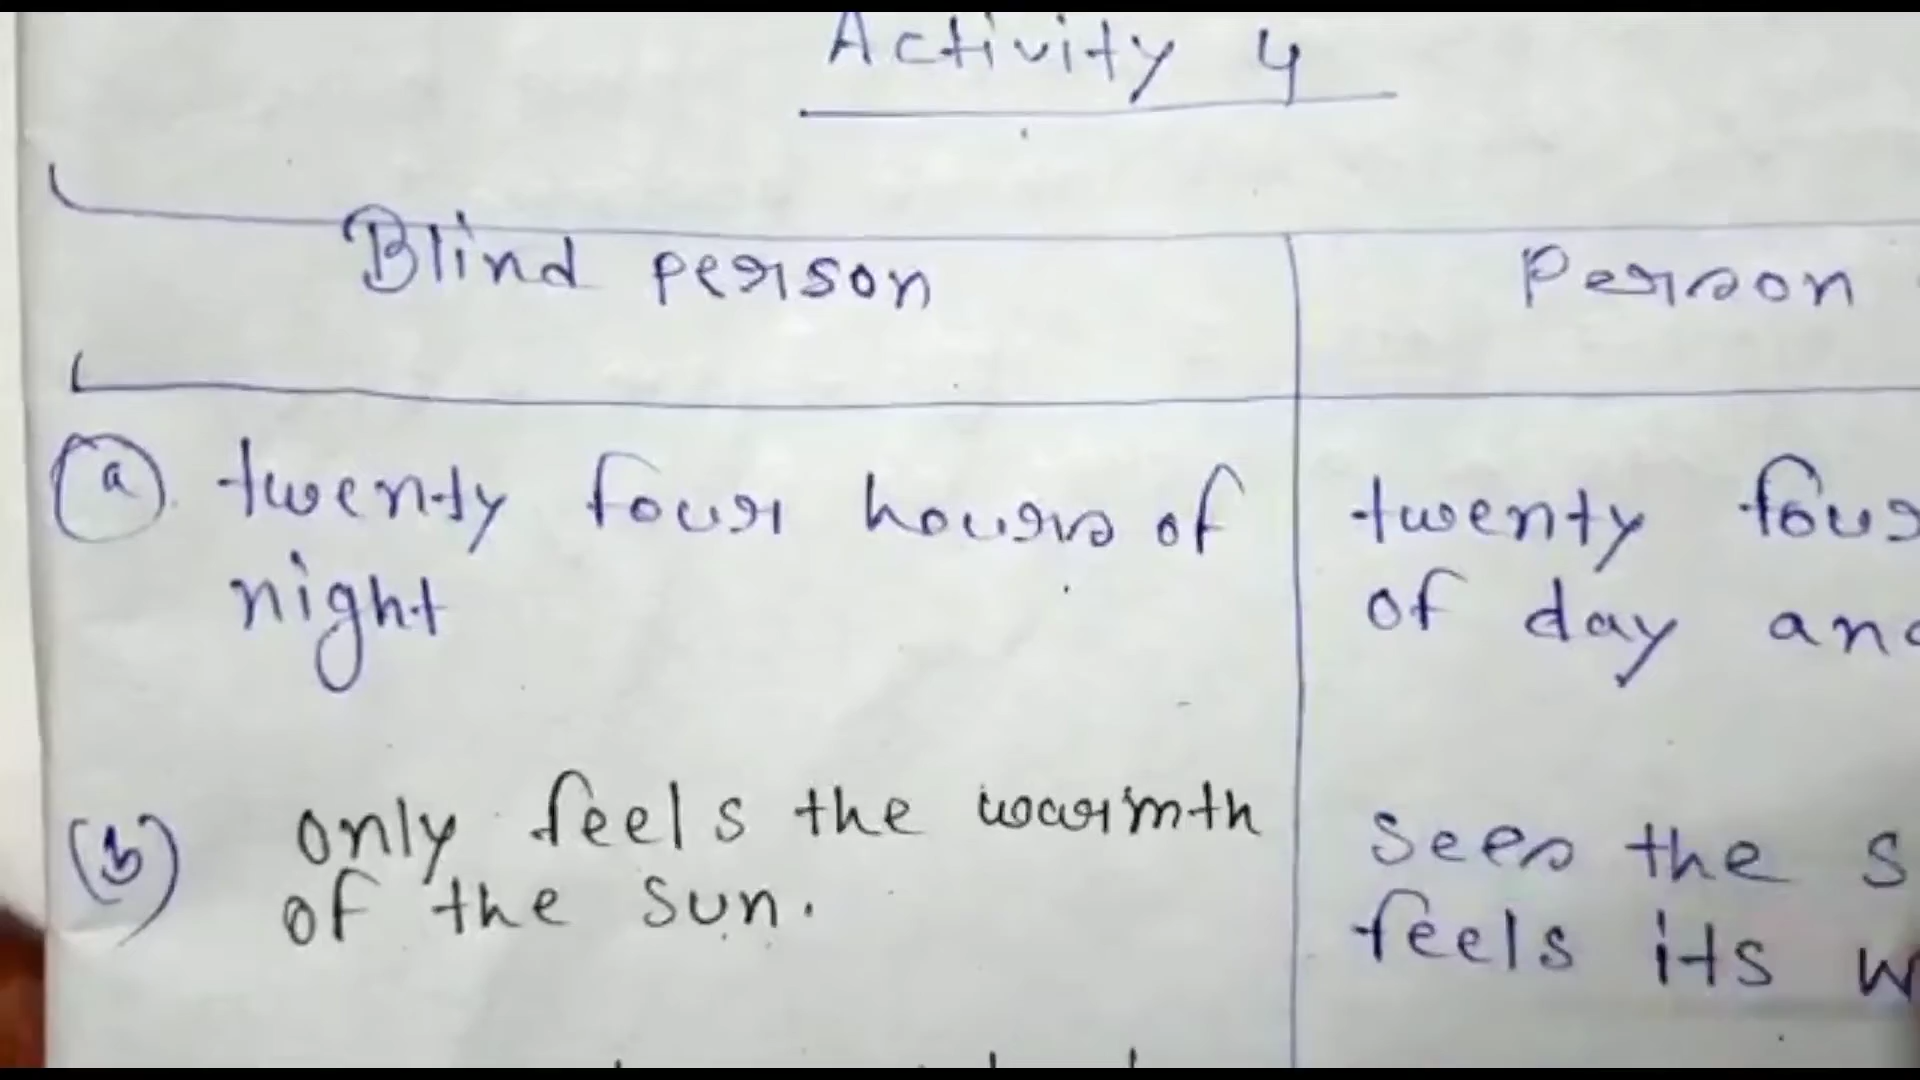 Activity 4
Blind person
Person
(a) twenty four hours of
night
twenty four
of day
(b) only feels the warmth
of the sun.
sees the
feels its